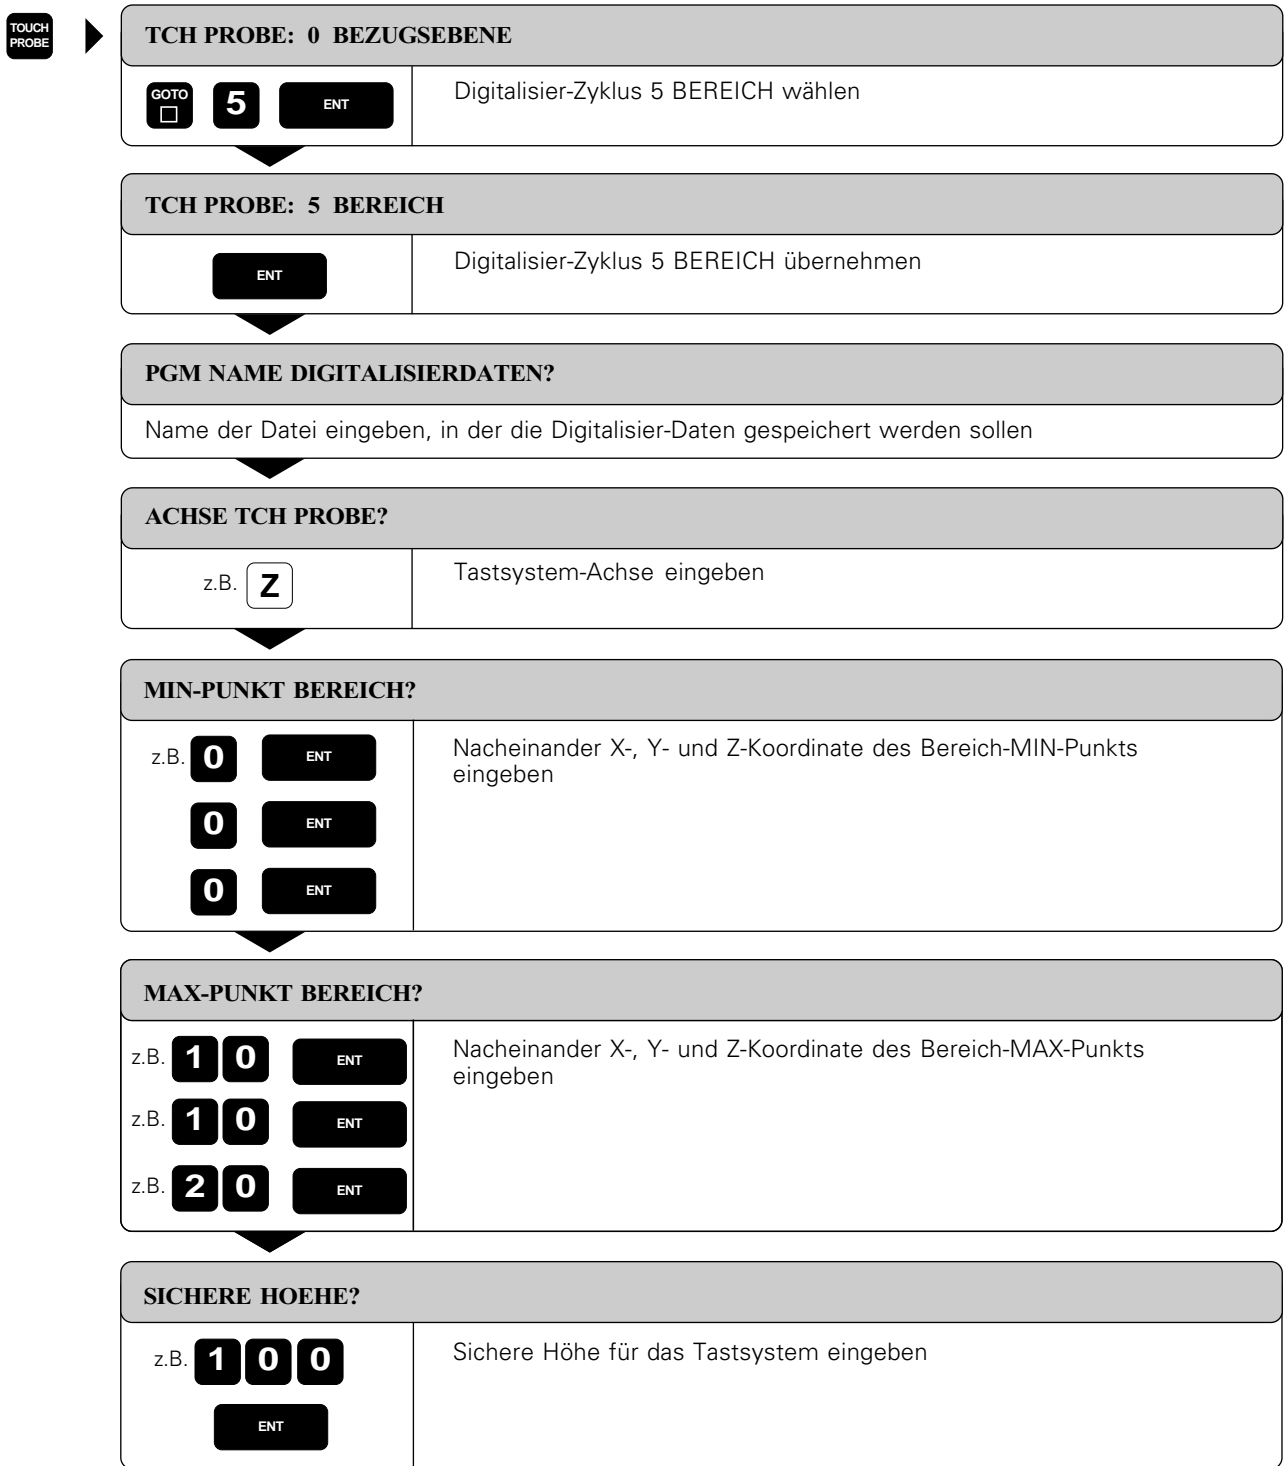 TOUCH
PROBE
TCH PROBE: 0 BEZUGSEBENE
GOTO 5 ENT
Digitalisier-Zyklus 5 BEREICH wählen
TCH PROBE: 5 BEREICH
ENT
Digitalisier-Zyklus 5 BEREICH übernehmen
PGM NAME DIGITALISIERDATEN?
Name der Datei eingeben, in der die Digitalisier-Daten gespeichert werden sollen
ACHSE TCH PROBE?
z.B. Z
Tastsystem-Achse eingeben
MIN-PUNKT BEREICH?
z.B. 0 ENT
0 ENT
0 ENT
Nacheinander X-, Y- und Z-Koordinate des Bereich-MIN-Punkts
eingeben
MAX-PUNKT BEREICH?
z.B. 1 0 ENT
z.B. 1 0 ENT
z.B. 2 0 ENT
Nacheinander X-, Y- und Z-Koordinate des Bereich-MAX-Punkts
eingeben
SICHERE HOEHE?
z.B. 1 0 0
ENT
Sichere Höhe für das Tastsystem eingeben